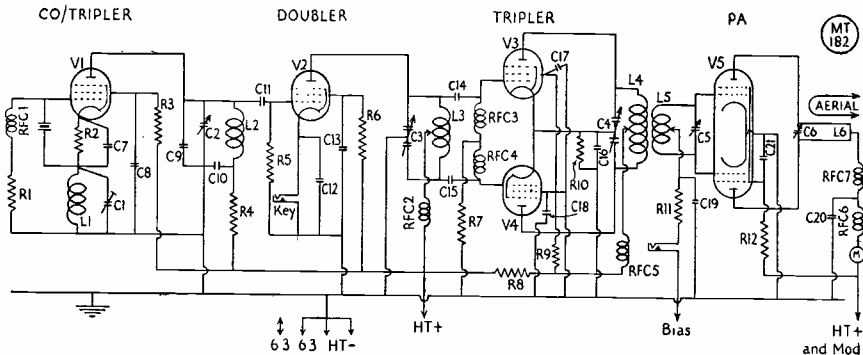 CO/TRIPLER DOUBLER TRIPLER PA MT 182
V1 V2 V3 C17 V5
RFC1 R2 C7 R3 C2 L2 C11 R6 C3 L3 C14 RFC3 C4 L4 L5 C5 AERIAL
C8 C9 C10 R5 C13 C12 C15 RFC4 R10 C16 C21 C6 L6
R1 L1 C1 R4 Key RFC2 R7 V4 C18 R9 R11 C19 R12 C20 RFC7 RFC6
R8 RFC5
63 63 HT- HT+ Bias HT+
and Mod